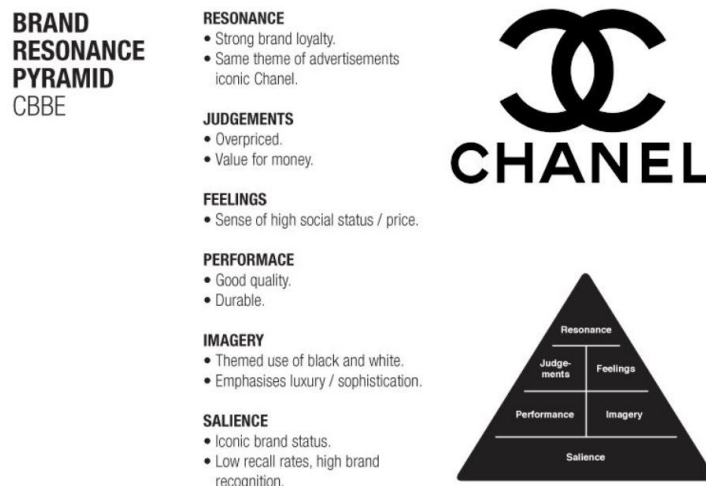 BRAND
RESONANCE
PYRAMID
CBBE
RESONANCE
• Strong brand loyalty.
• Same theme of advertisements
iconic Chanel.
JUDGEMENTS
• Overpriced.
• Value for money.
FEELINGS
• Sense of high social status / price.
PERFORMACE
• Good quality.
• Durable.
IMAGERY
• Themed use of black and white.
• Emphasises luxury / sophistication.
SALIENCE
• Iconic brand status.
• Low recall rates, high brand
recognition.
CHANEL
Resonance
Judge-
ments
Feelings
Performance
Imagery
Salience